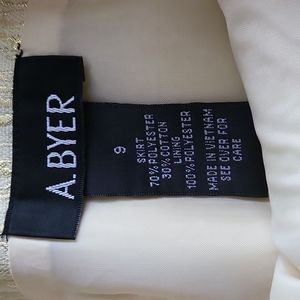 A.BYER
9
SKIRT
70% POLYESTER
30% COTTON
LINING
100% POLYESTER
MADE IN VIETNAM
SEE OVER FOR
CARE